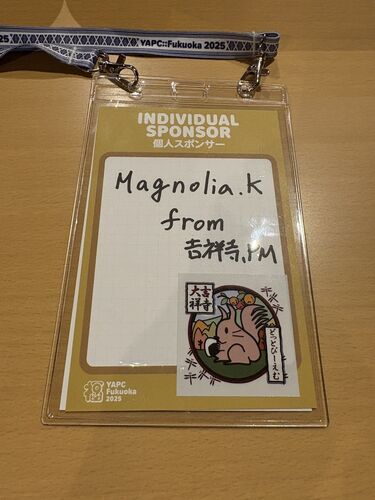 YAPC::Fukuoka 2025
INDIVIDUAL
SPONSOR
個人スポンサー
Magnolia.k
from
吉祥寺.PM
吉祥寺
大
どっとぴーえむ
YAPC
Fukuoka
2025